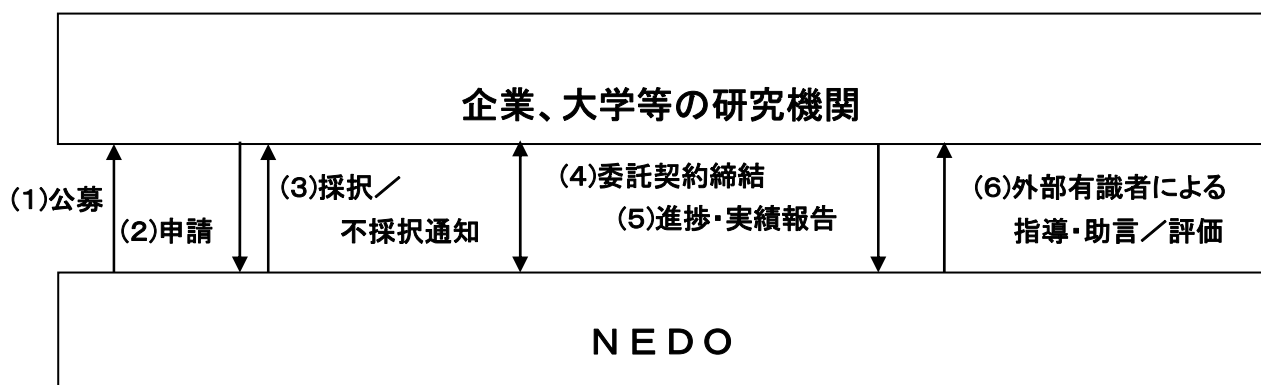 企業、大学等の研究機関
(1)公募
(2)申請
(3)採択／
不採択通知
(4)委託契約締結
(5)進捗・実績報告
(6)外部有識者による
指導・助言／評価
ＮＥＤＯ